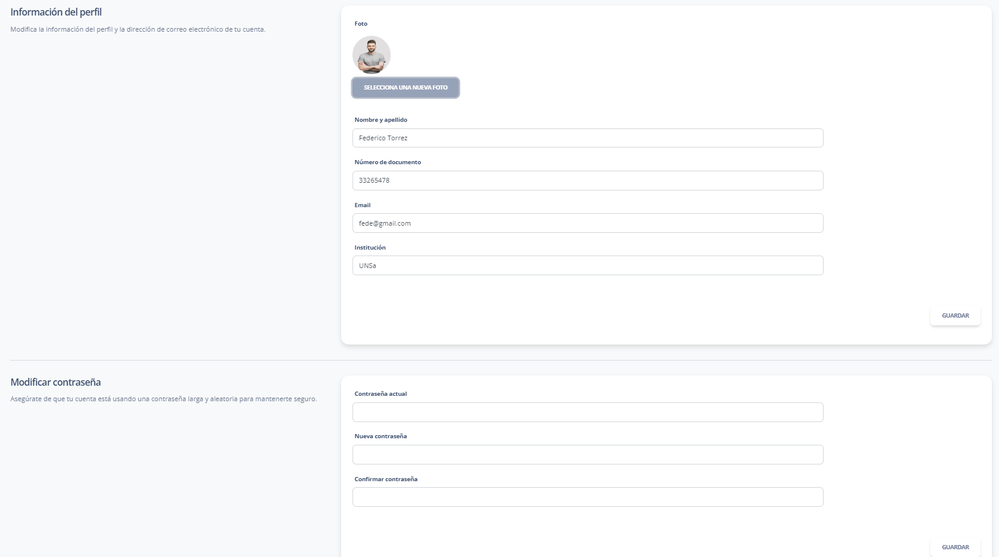 Información del perfil
Modifica la información del perfil y la dirección de correo electrónico de tu cuenta.
Foto
SELECCIONA UNA NUEVA FOTO
Nombre y apellido
Federico Torrez
Número de documento
33265478
Email
fede@gmail.com
Institución
UNSa
GUARDAR
Modificar contraseña
Asegúrate de que tu cuenta está usando una contraseña larga y aleatoria para mantenerte seguro.
Contraseña actual
Nueva contraseña
Confirmar contraseña
GUARDAR